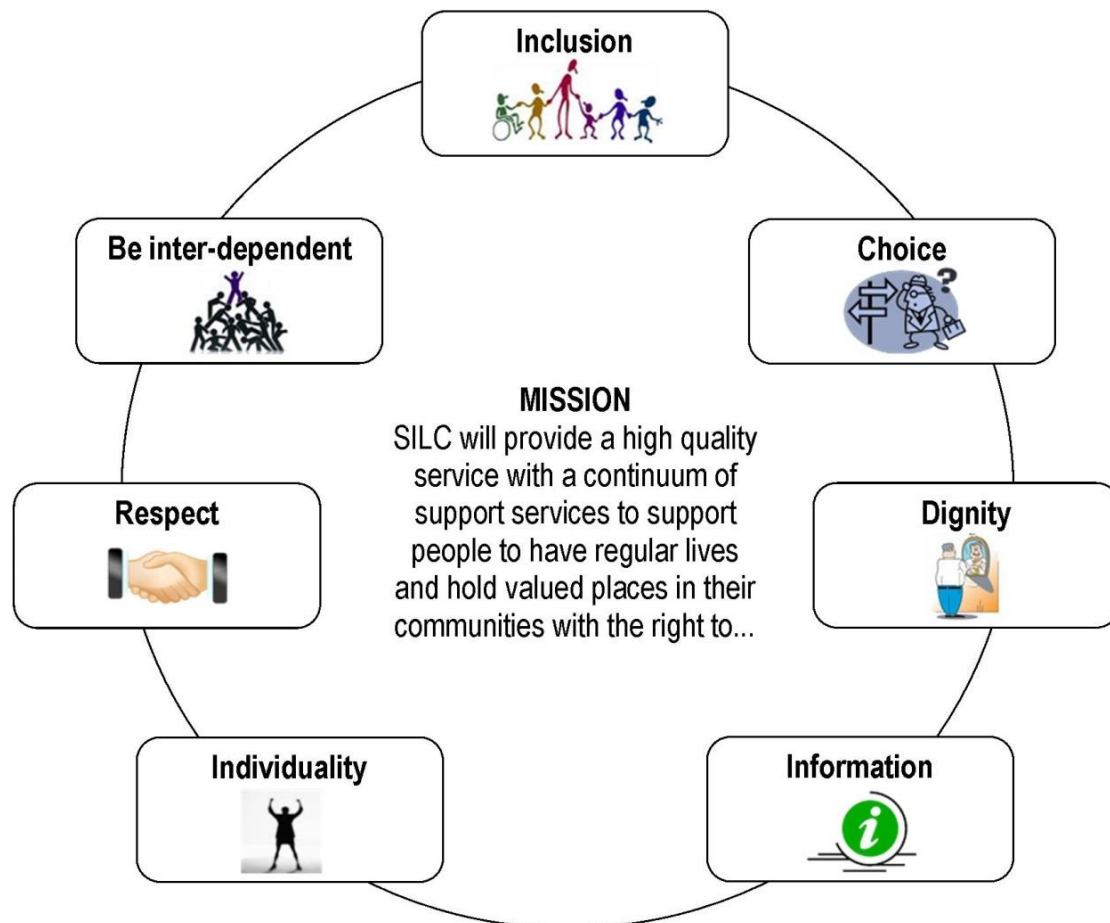 Inclusion
Be inter-dependent
Choice
?
MISSION
SILC will provide a high quality
service with a continuum of
support services to support
people to have regular lives
and hold valued places in their
communities with the right to...
Respect
Dignity
Individuality
Information
i